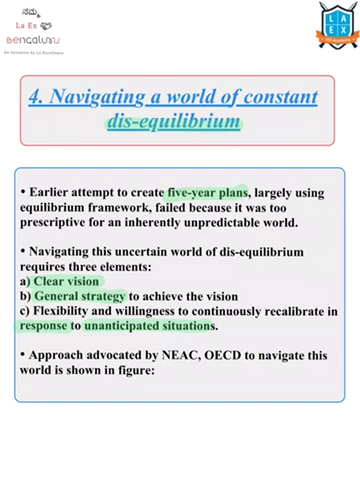 ನಮ್ಮ
La Ex
BENGALURU
An Initiative by La Excellence
LA
EX
4. Navigating a world of constant
dis-equilibrium
• Earlier attempt to create five-year plans, largely using
equilibrium framework, failed because it was too
prescriptive for an inherently unpredictable world.
• Navigating this uncertain world of dis-equilibrium
requires three elements:
a) Clear vision
b) General strategy to achieve the vision
c) Flexibility and willingness to continuously recalibrate in
response to unanticipated situations.
• Approach advocated by NEAC, OECD to navigate this
world is shown in figure: